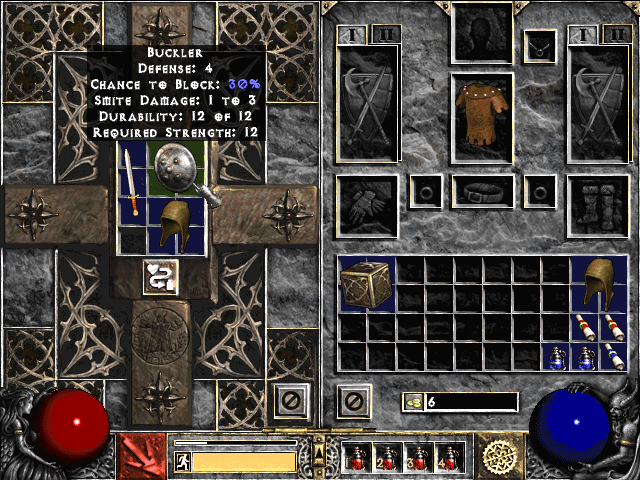 I II
I II
Buckler
Defense: 4
Chance to Block: 30%
Smite Damage: 1 to 3
Durability: 12 of 12
Required Strength: 12
6
2 3 4